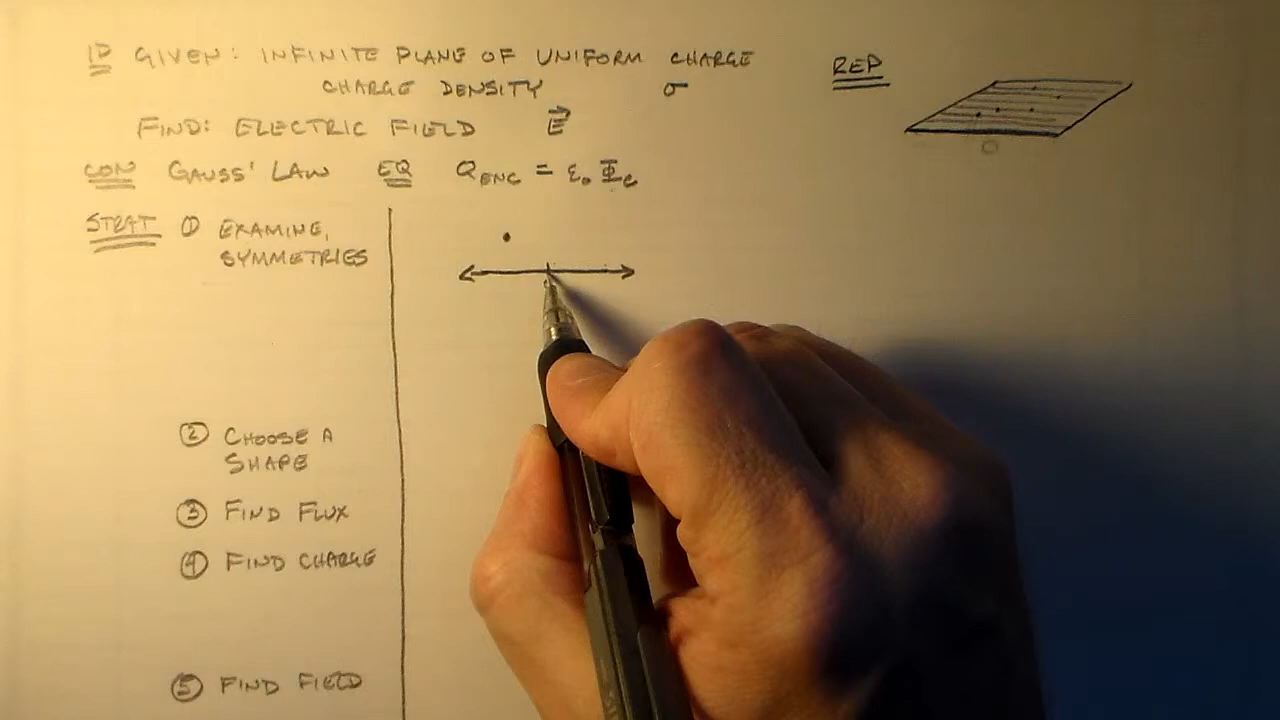 ID GIVEN: INFINITE PLANE OF UNIFORM CHARGE
CHARGE DENSITY σ
FIND: ELECTRIC FIELD E⃗
REP
CON GAUSS' LAW EQ Q_ENC = ε₀ Φ_e
STRAT ① EXAMINE,
SYMMETRIES
② CHOOSE A
SHAPE
③ FIND FLUX
④ FIND CHARGE
⑤ FIND FIELD